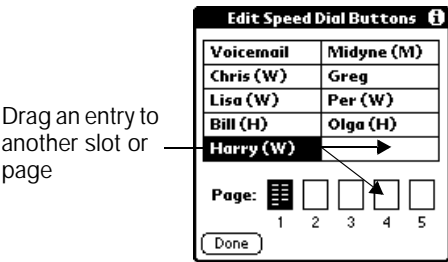 Edit Speed Dial Buttons i
Voicemail Midyne (M)
Chris (W) Greg
Lisa (W) Per (W)
Bill (H) Olga (H)
Harry (W)
Drag an entry to
another slot or
page
Page:
1 2 3 4 5
Done